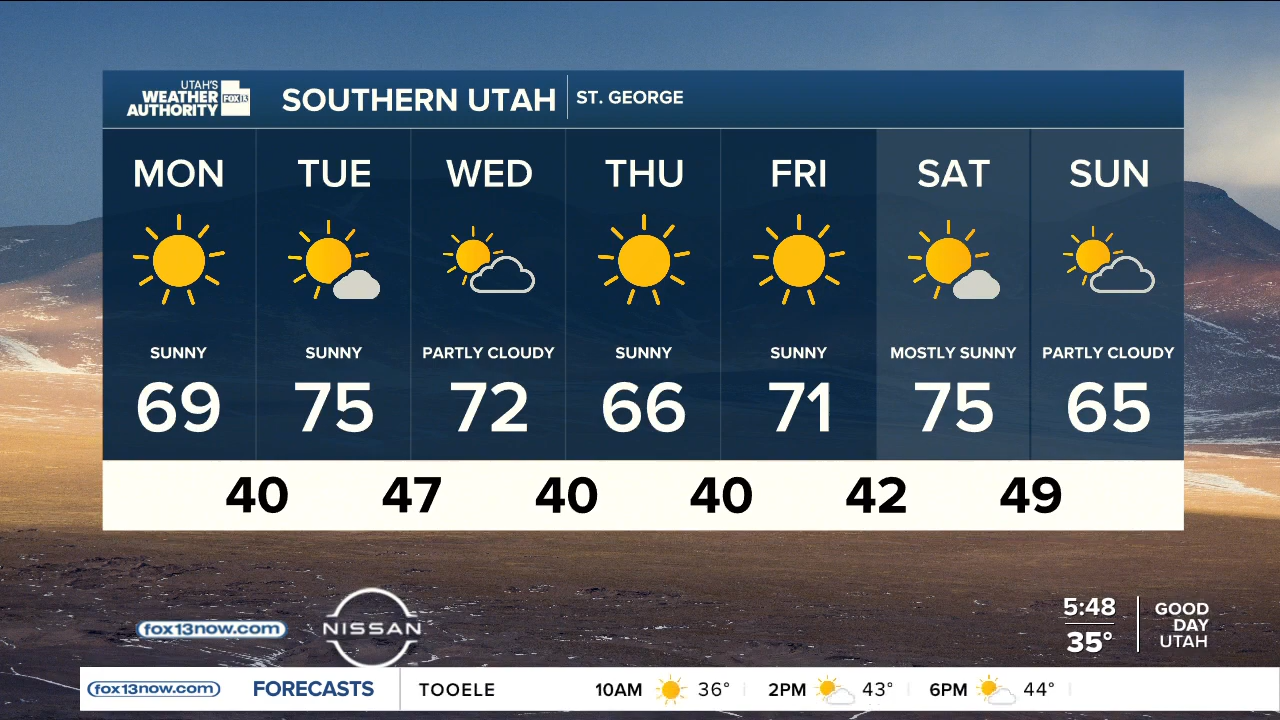 UTAH'S
WEATHER
AUTHORITY
FOX 13
SOUTHERN UTAH
ST. GEORGE
MON TUE WED THU FRI SAT SUN
SUNNY SUNNY PARTLY CLOUDY SUNNY SUNNY MOSTLY SUNNY PARTLY CLOUDY
69 75 72 66 71 75 65
40 47 40 40 42 49
fox13now.com
NISSAN
5:48
35°
GOOD
DAY
UTAH
fox13now.com FORECASTS TOOELE 10AM 36° 2PM 43° 6PM 44°